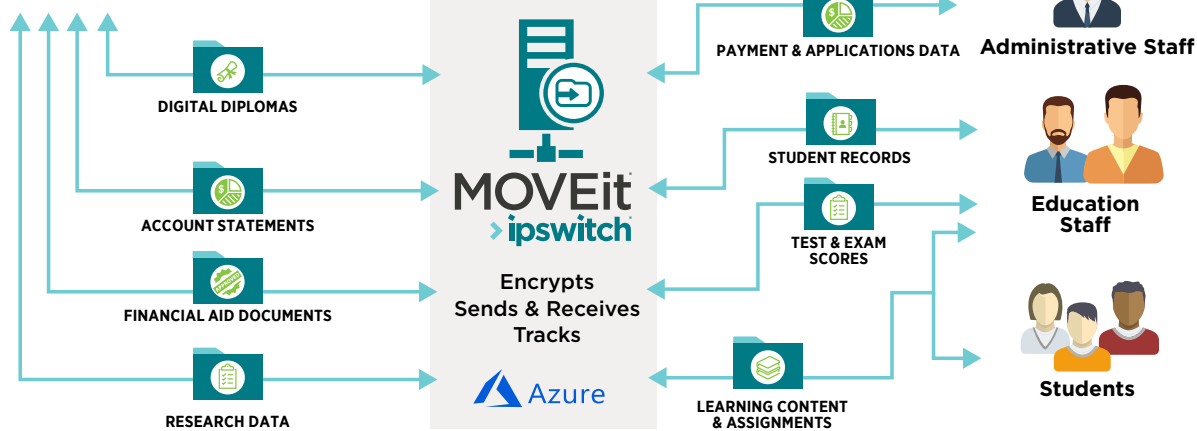 DIGITAL DIPLOMAS
ACCOUNT STATEMENTS
FINANCIAL AID DOCUMENTS
APPROVED
RESEARCH DATA
MOVEit
ipswitch
Encrypts
Sends & Receives
Tracks
Azure
PAYMENT & APPLICATIONS DATA
STUDENT RECORDS
TEST & EXAM
SCORES
LEARNING CONTENT
& ASSIGNMENTS
Administrative Staff
Education
Staff
Students